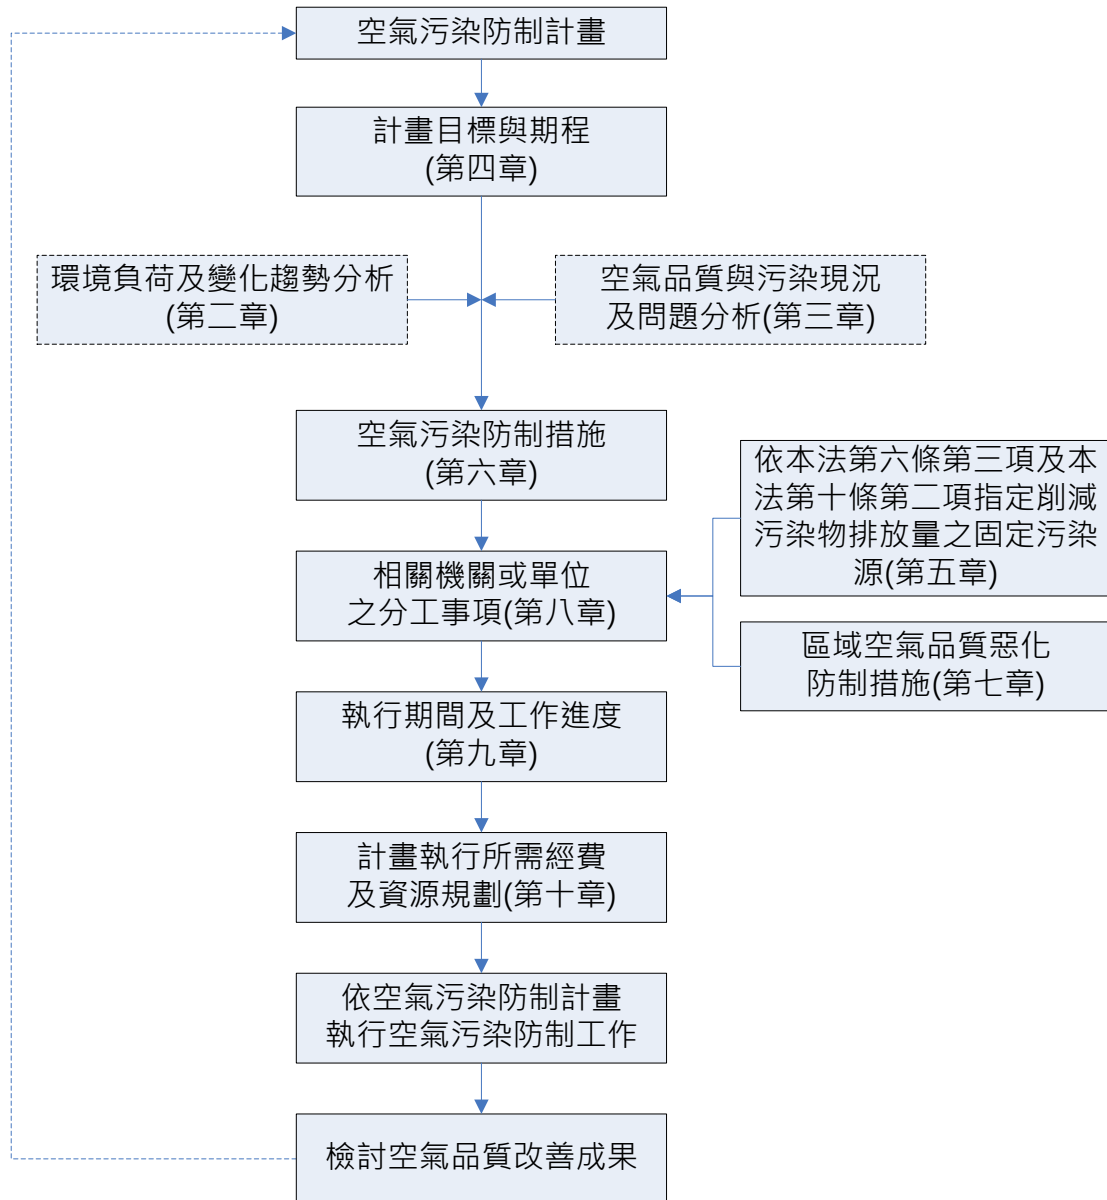 空氣污染防制計畫
計畫目標與期程
(第四章)
環境負荷及變化趨勢分析
(第二章)
空氣品質與污染現況
及問題分析(第三章)
空氣污染防制措施
(第六章)
依本法第六條第三項及本
法第十條第二項指定削減
污染物排放量之固定污染
源(第五章)
相關機關或單位
之分工事項(第八章)
區域空氣品質惡化
防制措施(第七章)
執行期間及工作進度
(第九章)
計畫執行所需經費
及資源規劃(第十章)
依空氣污染防制計畫
執行空氣污染防制工作
檢討空氣品質改善成果